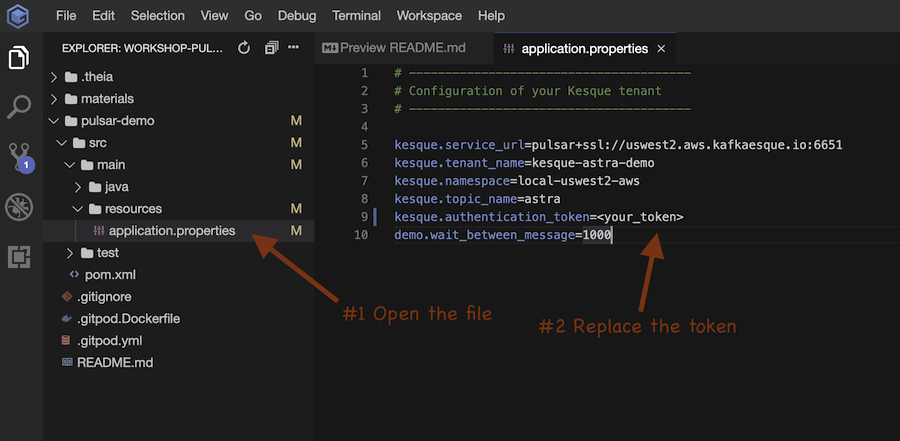 File Edit Selection View Go Debug Terminal Workspace Help
EXPLORER: WORKSHOP-PUL...
Preview README.md
application.properties
.theia
materials
pulsar-demo M
src M
main M
java
resources M
application.properties M
test
pom.xml
.gitignore
.gitpod.Dockerfile
.gitpod.yml
README.md
1
1 # -------------------------------------
2 # Configuration of your Kesque tenant
3 # -------------------------------------
4
5 kesque.service_url=pulsar+ssl://uswest2.aws.kafkaesque.io:6651
6 kesque.tenant_name=kesque-astra-demo
7 kesque.namespace=local-uswest2-aws
8 kesque.topic_name=astra
9 kesque.authentication_token=<your_token>
10 demo.wait_between_message=1000
#1 Open the file
#2 Replace the token